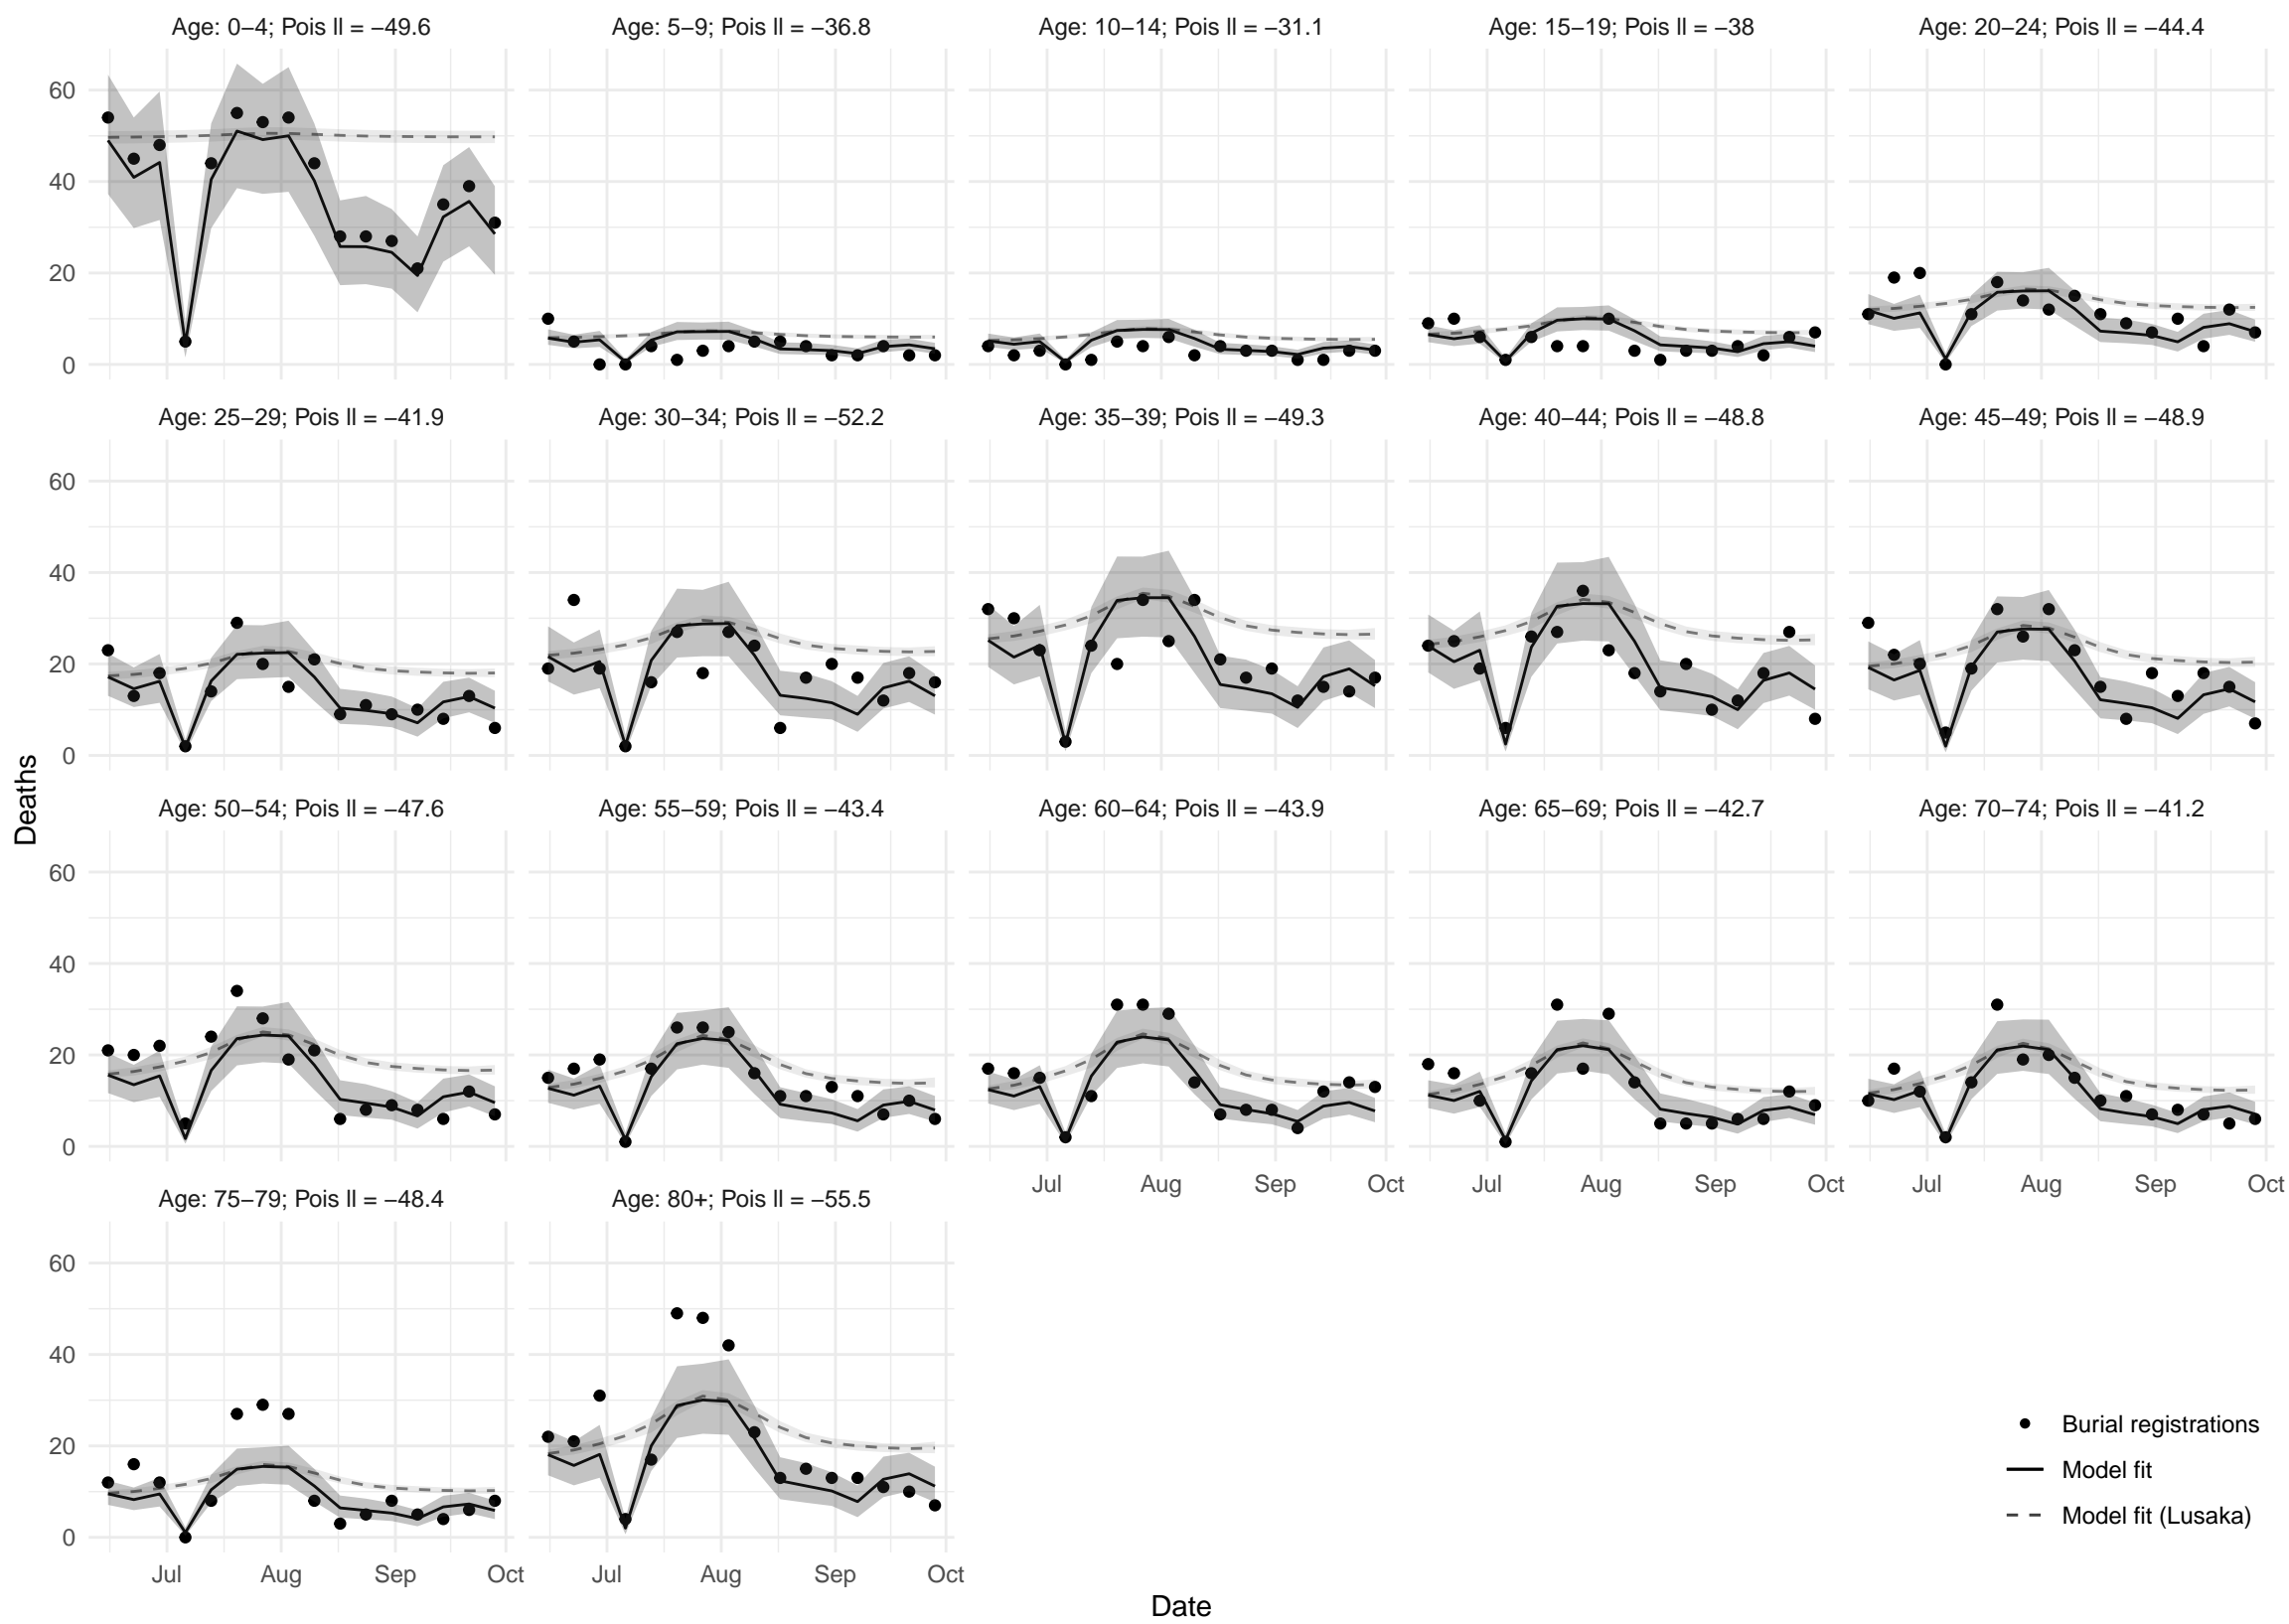 Age: 0−4; Pois ll = −49.6
Age: 5−9; Pois ll = −36.8
Age: 10−14; Pois ll = −31.1
Age: 15−19; Pois ll = −38
Age: 20−24; Pois ll = −44.4
60
40
20
0
Age: 25−29; Pois ll = −41.9
Age: 30−34; Pois ll = −52.2
Age: 35−39; Pois ll = −49.3
Age: 40−44; Pois ll = −48.8
Age: 45−49; Pois ll = −48.9
60
40
20
0
Deaths
Age: 50−54; Pois ll = −47.6
Age: 55−59; Pois ll = −43.4
Age: 60−64; Pois ll = −43.9
Age: 65−69; Pois ll = −42.7
Age: 70−74; Pois ll = −41.2
60
40
20
0
Jul Aug Sep Oct
Jul Aug Sep Oct
Jul Aug Sep Oct
Age: 75−79; Pois ll = −48.4
Age: 80+; Pois ll = −55.5
60
40
20
0
Jul Aug Sep Oct
Jul Aug Sep Oct
Burial registrations
Model fit
Model fit (Lusaka)
Date